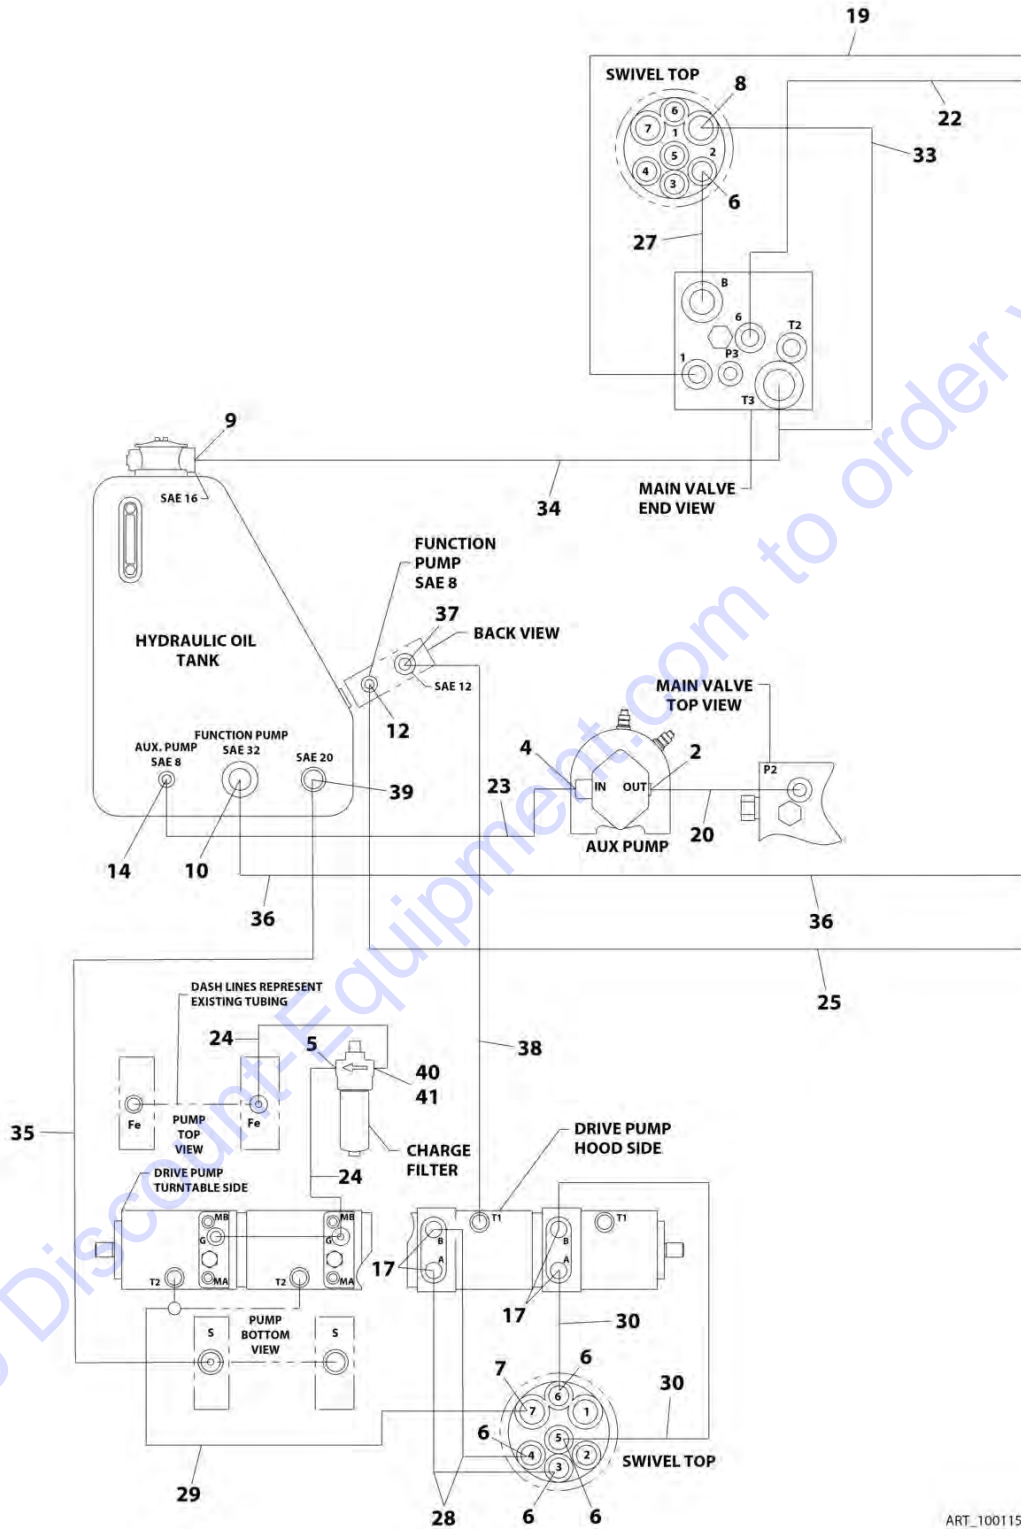 19
SWIVEL TOP
8
6
7
1
22
5
2
33
4
3
6
27
B
6
T2
P3
1
T3
9
SAE 16
34
MAIN VALVE
END VIEW
FUNCTION
PUMP
SAE 8
37
BACK VIEW
HYDRAULIC OIL
TANK
SAE 12
MAIN VALVE
TOP VIEW
12
FUNCTION PUMP
SAE 32
AUX. PUMP
SAE 8
SAE 20
4
2
P2
23
IN
OUT
39
20
AUX PUMP
14
10
36
36
DASH LINES REPRESENT
EXISTING TUBING
25
24
5
38
40
41
Fe
Fe
PUMP
TOP
VIEW
35
CHARGE
FILTER
DRIVE PUMP
HOOD SIDE
DRIVE PUMP
TURNTABLE SIDE
24
MB
MB
T1
T1
G
G
B
B
A
A
17
T2
MA
T2
MA
17
30
PUMP
BOTTOM
VIEW
S
S
7
6
30
6
7
1
6
5
4
2
SWIVEL TOP
3
29
28
6
6
ART_100115
Discount-Equipment.com to order